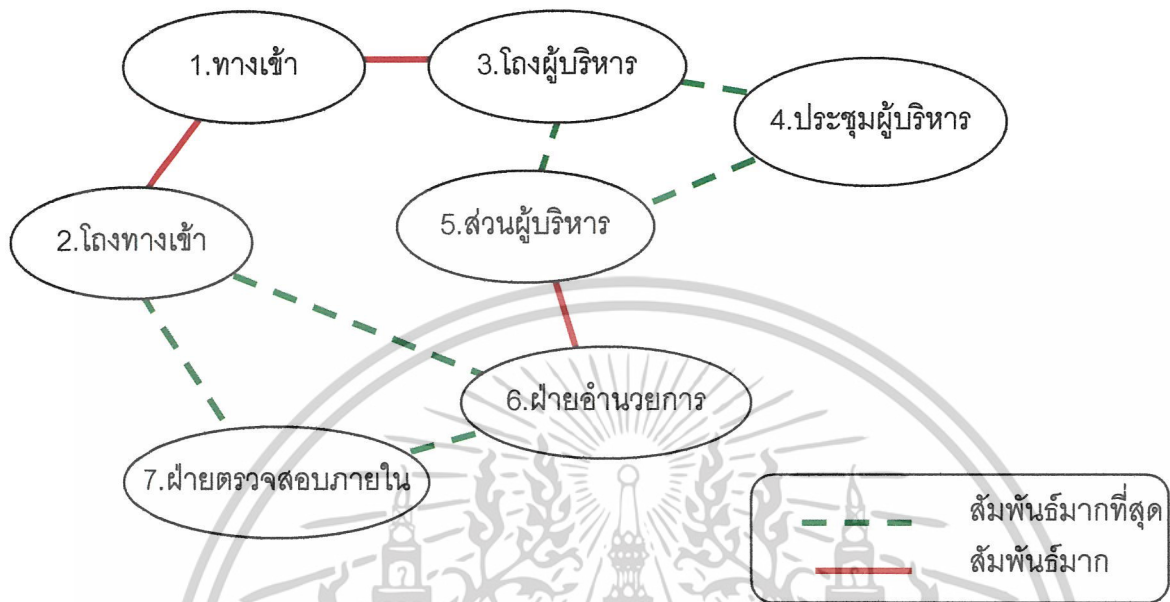 1.ทางเข้า
3.โถงผู้บริหาร
4.ประชุมผู้บริหาร
2.โถงทางเข้า
5.ส่วนผู้บริหาร
6.ฝ่ายอำนวยการ
7.ฝ่ายตรวจสอบภายใน
สัมพันธ์มากที่สุด
สัมพันธ์มาก